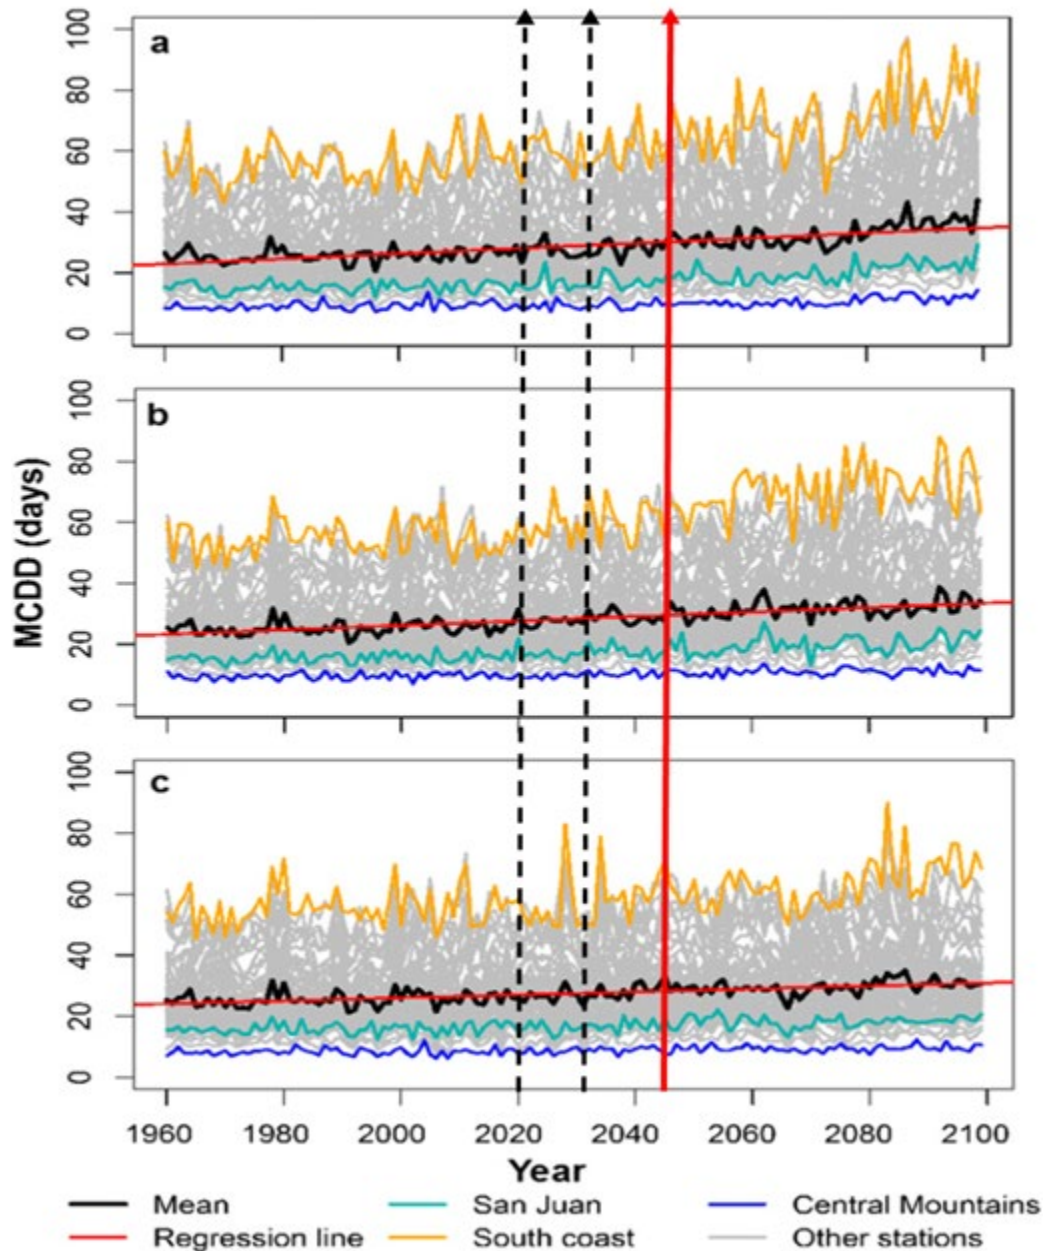 a
100
80
60
40
20
0
b
100
80
60
40
20
0
MCDD (days)
c
100
80
60
40
20
0
1960 1980 2000 2020 2040 2060 2080 2100
Year
Mean San Juan Central Mountains
Regression line South coast Other stations